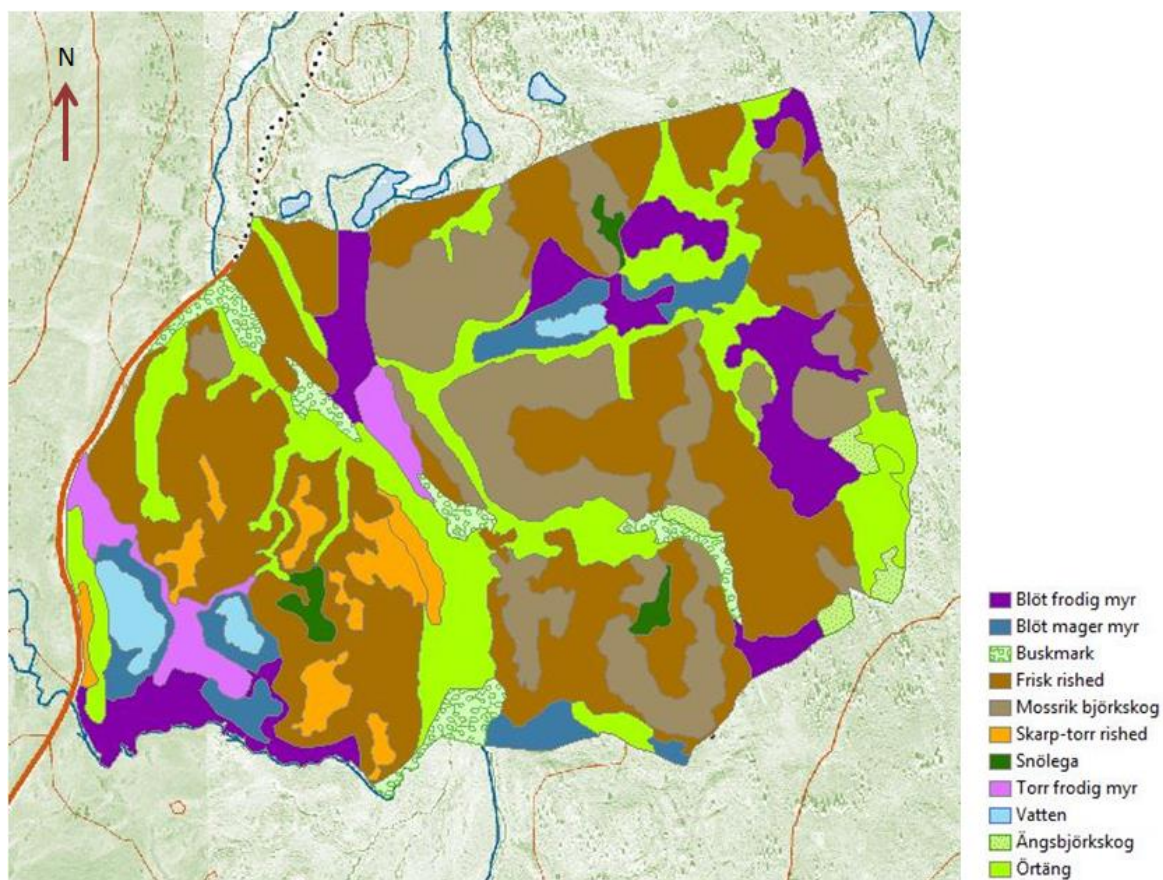 N
Blöt frodig myr
Blöt mager myr
Buskmark
Frisk rished
Mossrik björkskog
Skarp-torr rished
Snölega
Torr frodig myr
Vatten
Ängsbjörkskog
Örtäng